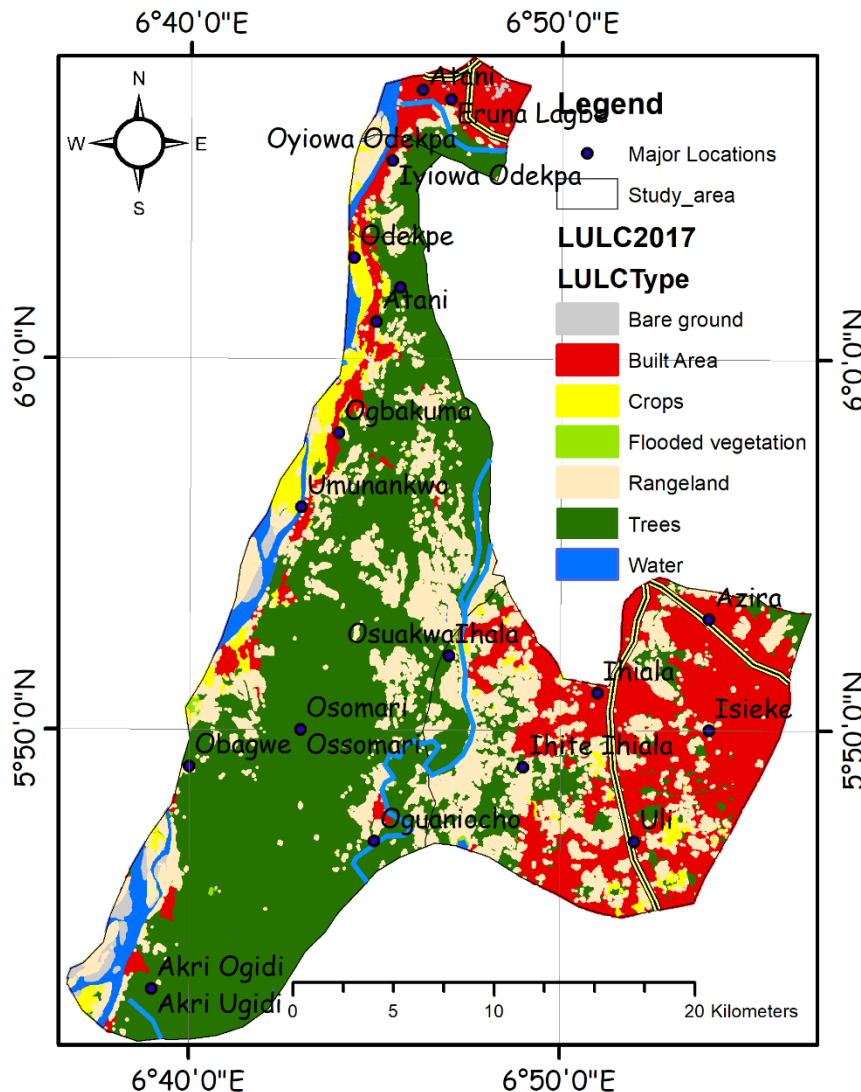 6°40'0"E
6°50'0"E
N
W
E
S
Atani
Eruna Lagbe
Oyiowa Odekpa
Iyiowa Odekpa
Odekpe
Atani
6°0'0"N
6°0'0"N
Ogbakuma
Umunankwo
Legend
Major Locations
Study_area
LULC2017
LULCType
Bare ground
Built Area
Crops
Flooded vegetation
Rangeland
Trees
Water
Azira
OsuakwaIhala
Ihiala
Osomari
Isieke
5°50'0"N
5°50'0"N
Obagwe
Ossomari
Ihite Ihiala
Oguaniocho
Uli
Akri Ogidi
Akri Ugidi
0
5
10
20 Kilometers
6°40'0"E
6°50'0"E